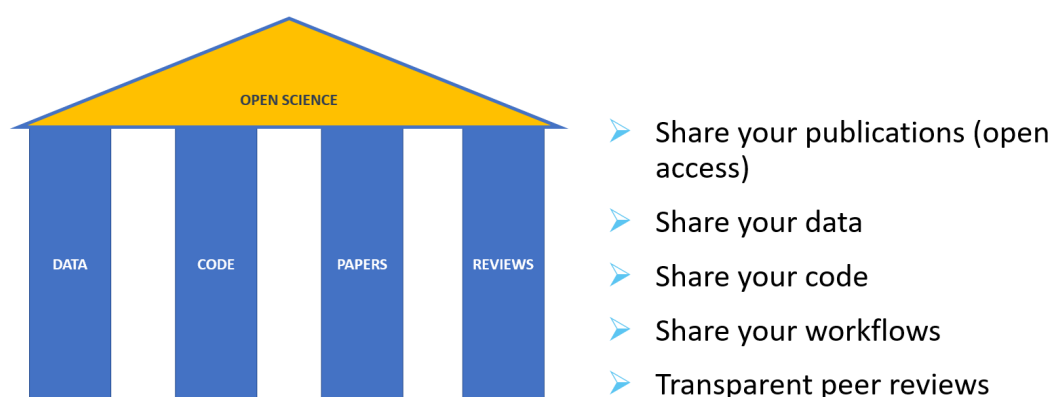 OPEN SCIENCE
DATA
CODE
PAPERS
REVIEWS
Share your publications (open
access)
Share your data
Share your code
Share your workflows
Transparent peer reviews